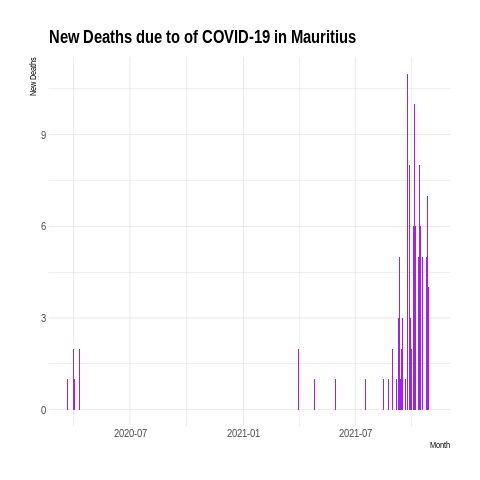 New Deaths due to of COVID-19 in Mauritius
New Deaths
9
6
3
0
2020-07 2021-01 2021-07
Month